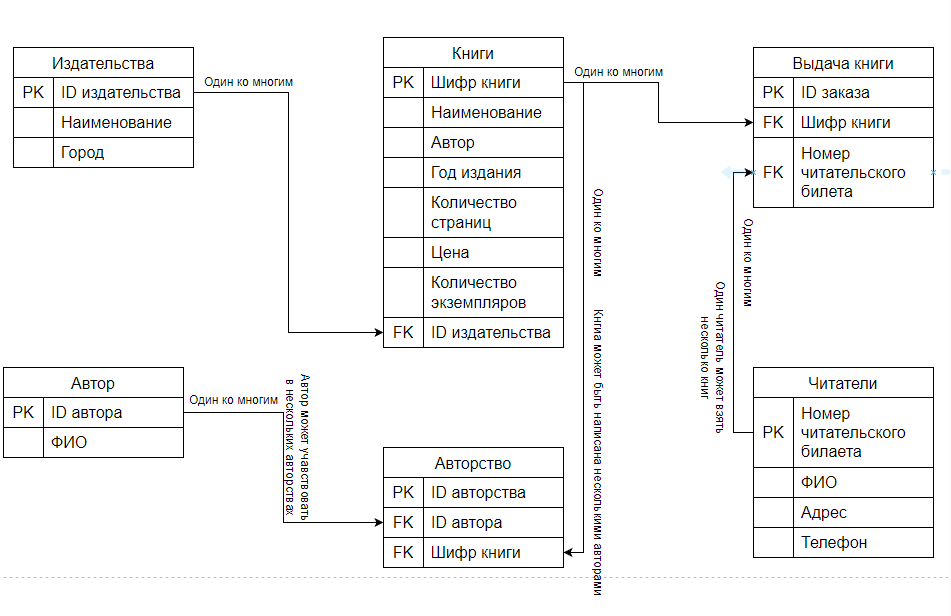 Издательства
PK ID издательства
Наименование
Город
Один ко многим
Книги
PK Шифр книги
Наименование
Автор
Год издания
Количество
страниц
Цена
Количество
экземпляров
FK ID издательства
Один ко многим
Выдача книги
PK ID заказа
FK Шифр книги
FK Номер
читательского
билета
Один ко многим
Кнгиа может быть написана несколькими авторами
Один ко многим
Один читатель может взять
несколько книг
Автор
PK ID автора
ФИО
Один ко многим
Автор может учавствовать
в нескольких авторствах
Авторство
PK ID авторства
FK ID автора
FK Шифр книги
Читатели
PK Номер
читательского
билаета
ФИО
Адрес
Телефон